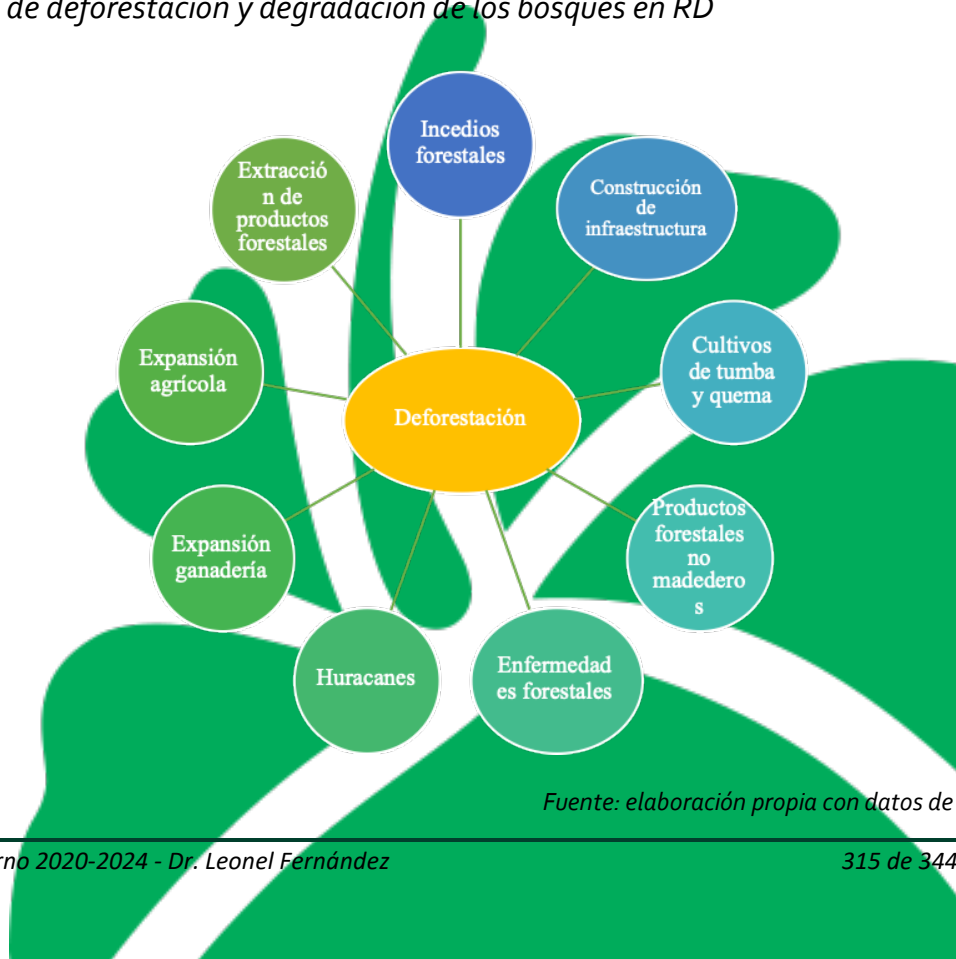 de deforestación y degradación de los bosques en RD
Incedios
forestales
Construcción
de
infraestructura
Cultivos
de tumba
y quema
Productos
forestales
no
madedero
s
Enfermedad
es forestales
Huracanes
Expansión
ganadería
Expansión
agrícola
Extracció
n de
productos
forestales
Deforestación
Fuente: elaboración propia con datos de
rno 2020-2024 - Dr. Leonel Fernández
315 de 344